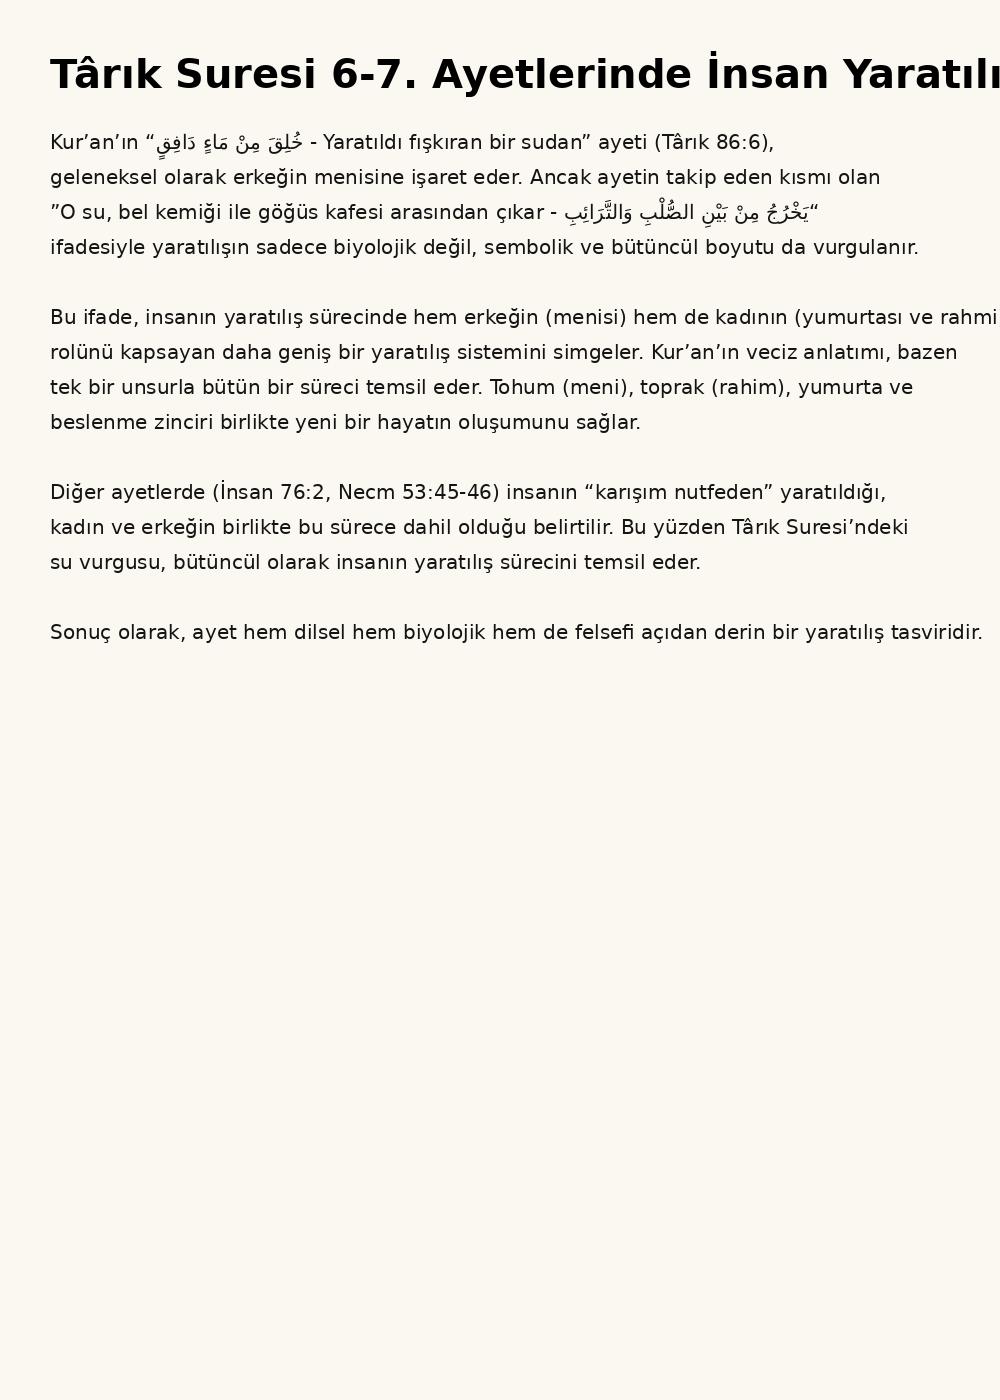 Târık Suresi 6-7. Ayetlerinde İnsan Yaratılı
Kur’an’ın “خُلِقَ مِنْ مَاءٍ دَافِقٍ - Yaratıldı fışkıran bir sudan” ayeti (Târık 86:6),
geleneksel olarak erkeğin menisine işaret eder. Ancak ayetin takip eden kısmı olan
”O su, bel kemiği ile göğüs kafesi arasından çıkar - يَخْرُجُ مِنْ بَيْنِ الصُّلْبِ وَالتَّرَائِبِ“
ifadesiyle yaratılışın sadece biyolojik değil, sembolik ve bütüncül boyutu da vurgulanır.
Bu ifade, insanın yaratılış sürecinde hem erkeğin (menisi) hem de kadının (yumurtası ve rahmi
rolünü kapsayan daha geniş bir yaratılış sistemini simgeler. Kur’an’ın veciz anlatımı, bazen
tek bir unsurla bütün bir süreci temsil eder. Tohum (meni), toprak (rahim), yumurta ve
beslenme zinciri birlikte yeni bir hayatın oluşumunu sağlar.
Diğer ayetlerde (İnsan 76:2, Necm 53:45-46) insanın “karışım nutfeden” yaratıldığı,
kadın ve erkeğin birlikte bu sürece dahil olduğu belirtilir. Bu yüzden Târık Suresi’ndeki
su vurgusu, bütüncül olarak insanın yaratılış sürecini temsil eder.
Sonuç olarak, ayet hem dilsel hem biyolojik hem de felsefi açıdan derin bir yaratılış tasviridir.